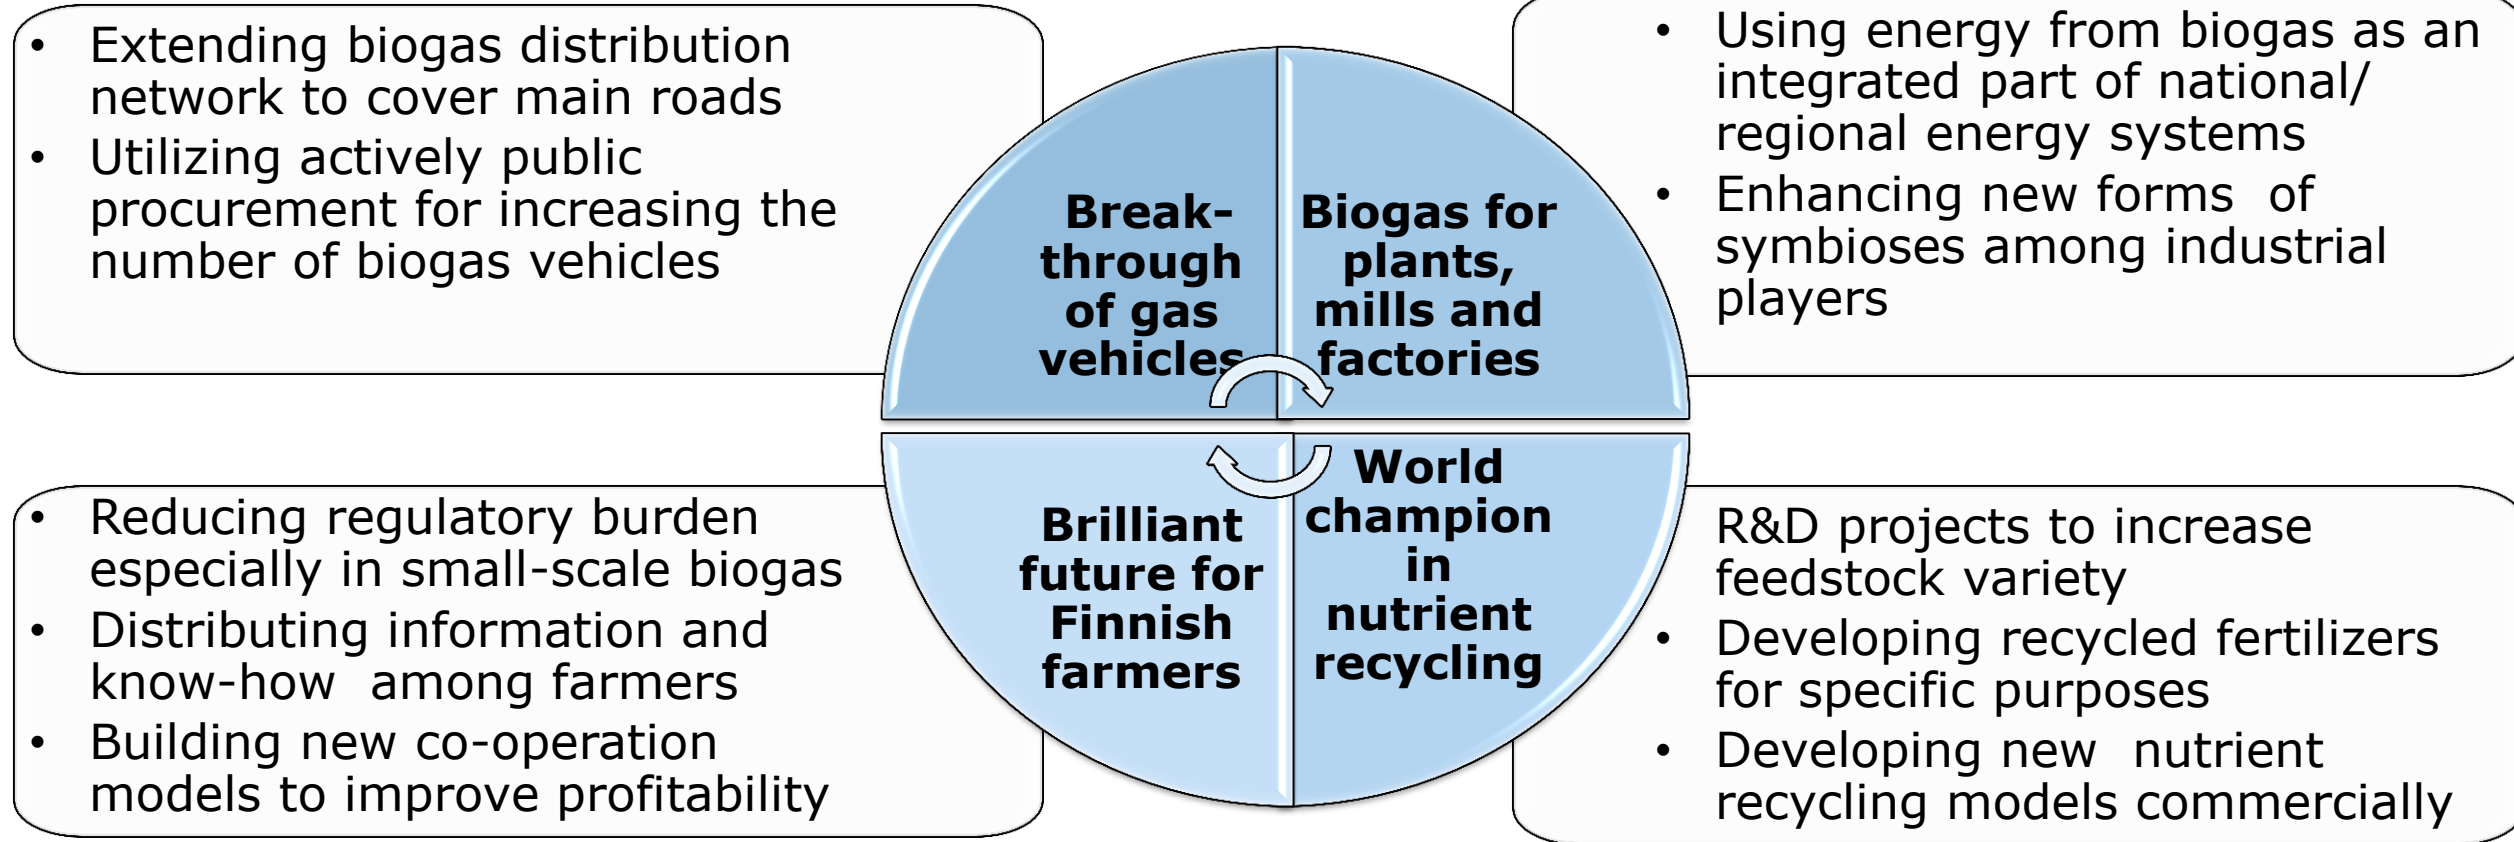 • Extending biogas distribution
network to cover main roads
• Utilizing actively public
procurement for increasing the
number of biogas vehicles
Break-
through
of gas
vehicles
Biogas for
plants,
mills and
factories
• Using energy from biogas as an
integrated part of national/
regional energy systems
• Enhancing new forms  of
symbioses among industrial
players
• Reducing regulatory burden
especially in small-scale biogas
• Distributing information and
know-how  among farmers
• Building new co-operation
models to improve profitability
Brilliant
future for
Finnish
farmers
World
champion
in
nutrient
recycling
R&D projects to increase
feedstock variety
• Developing recycled fertilizers
for specific purposes
• Developing new  nutrient
recycling models commercially